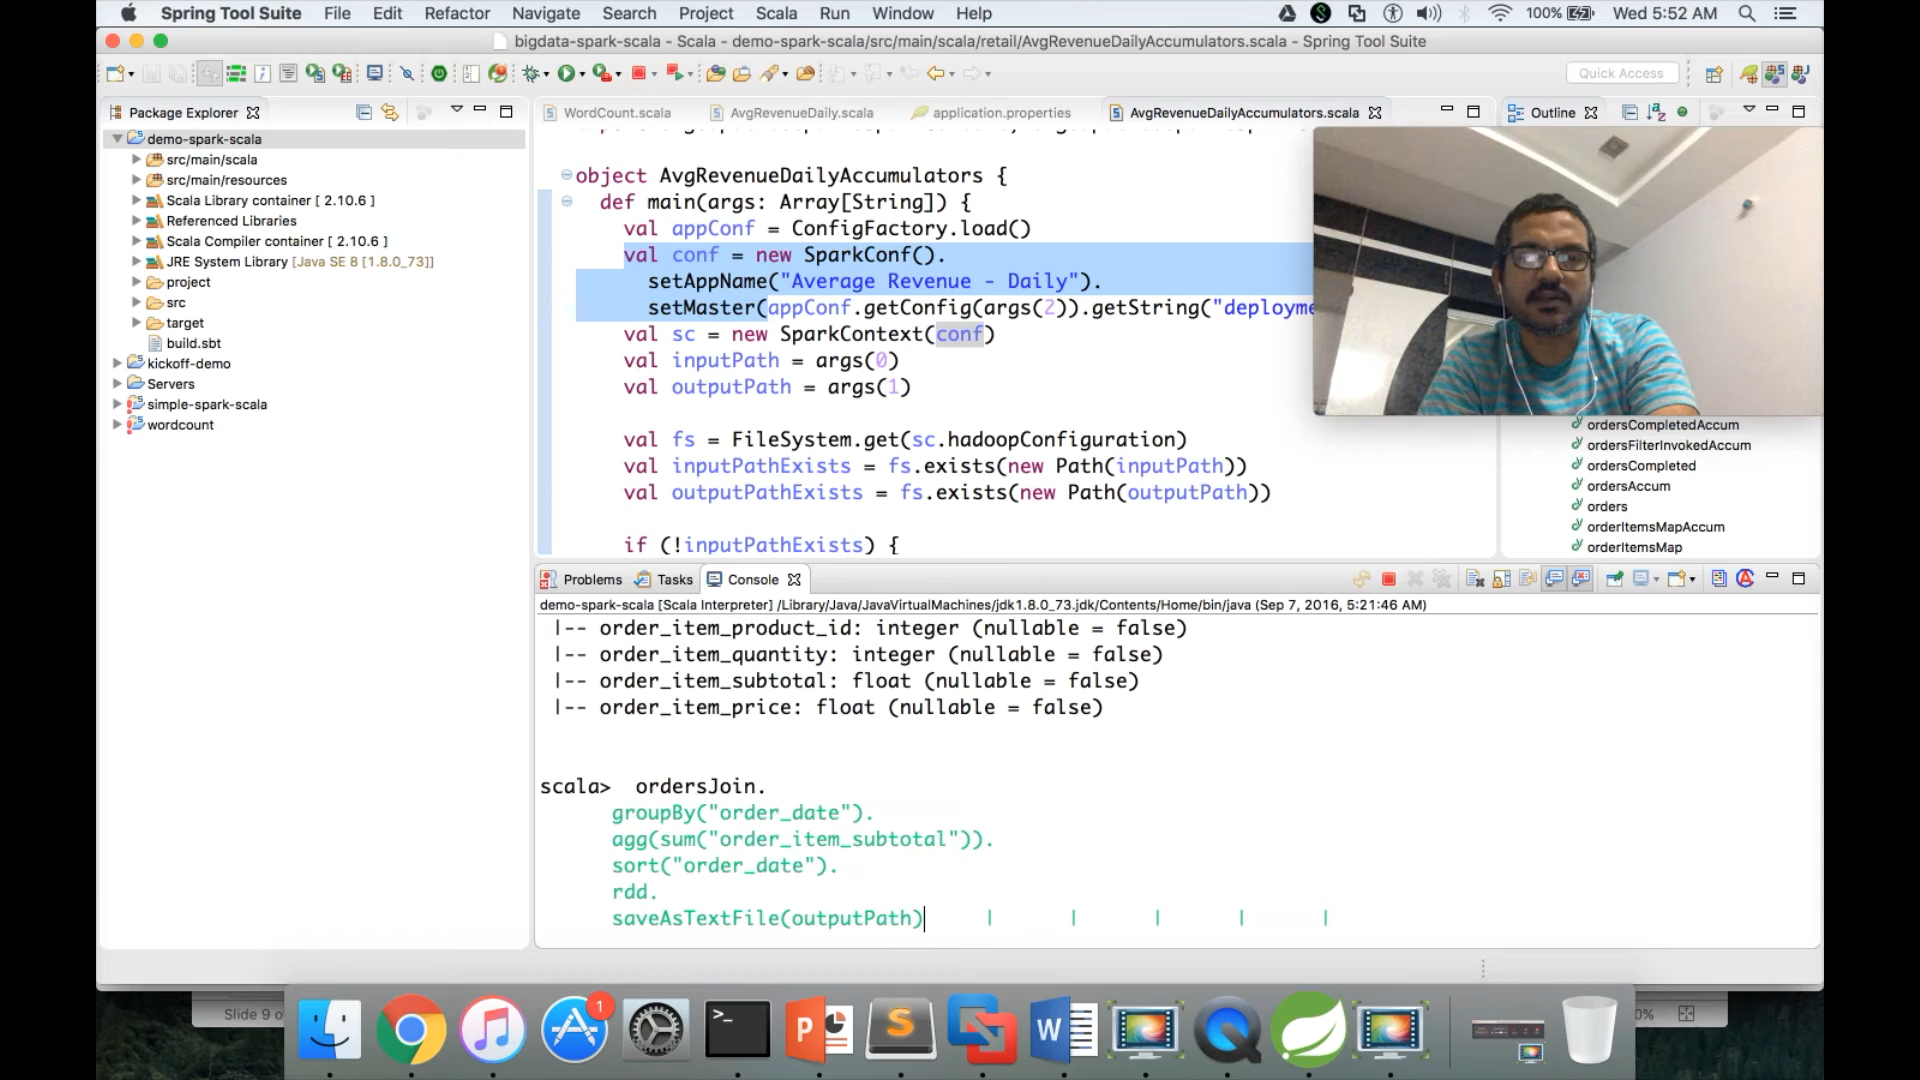 Spring Tool Suite File Edit Refactor Navigate Search Project Scala Run Window Help 100% Wed 5:52 AM
bigdata-spark-scala - Scala - demo-spark-scala/src/main/scala/retail/AvgRevenueDailyAccumulators.scala - Spring Tool Suite
Quick Access
Package Explorer
demo-spark-scala
src/main/scala
src/main/resources
Scala Library container [ 2.10.6 ]
Referenced Libraries
Scala Compiler container [ 2.10.6 ]
JRE System Library [Java SE 8 [1.8.0_73]]
project
src
target
build.sbt
kickoff-demo
Servers
simple-spark-scala
wordcount
WordCount.scala AvgRevenueDaily.scala application.properties AvgRevenueDailyAccumulators.scala
object AvgRevenueDailyAccumulators {
def main(args: Array[String]) {
val appConf = ConfigFactory.load()
val conf = new SparkConf().
setAppName("Average Revenue - Daily").
setMaster(appConf.getConfig(args(2)).getString("deployme
val sc = new SparkContext(conf)
val inputPath = args(0)
val outputPath = args(1)
val fs = FileSystem.get(sc.hadoopConfiguration)
val inputPathExists = fs.exists(new Path(inputPath))
val outputPathExists = fs.exists(new Path(outputPath))
if (!inputPathExists) {
Outline
ordersCompletedAccum
ordersFilterInvokedAccum
ordersCompleted
ordersAccum
orders
orderItemsMapAccum
orderItemsMap
Problems Tasks Console
demo-spark-scala [Scala Interpreter] /Library/Java/JavaVirtualMachines/jdk1.8.0_73.jdk/Contents/Home/bin/java (Sep 7, 2016, 5:21:46 AM)
|-- order_item_product_id: integer (nullable = false)
|-- order_item_quantity: integer (nullable = false)
|-- order_item_subtotal: float (nullable = false)
|-- order_item_price: float (nullable = false)
scala> ordersJoin.
groupBy("order_date").
agg(sum("order_item_subtotal")).
sort("order_date").
rdd.
saveAsTextFile(outputPath) | | | | |
Slide 9 o
0%
1